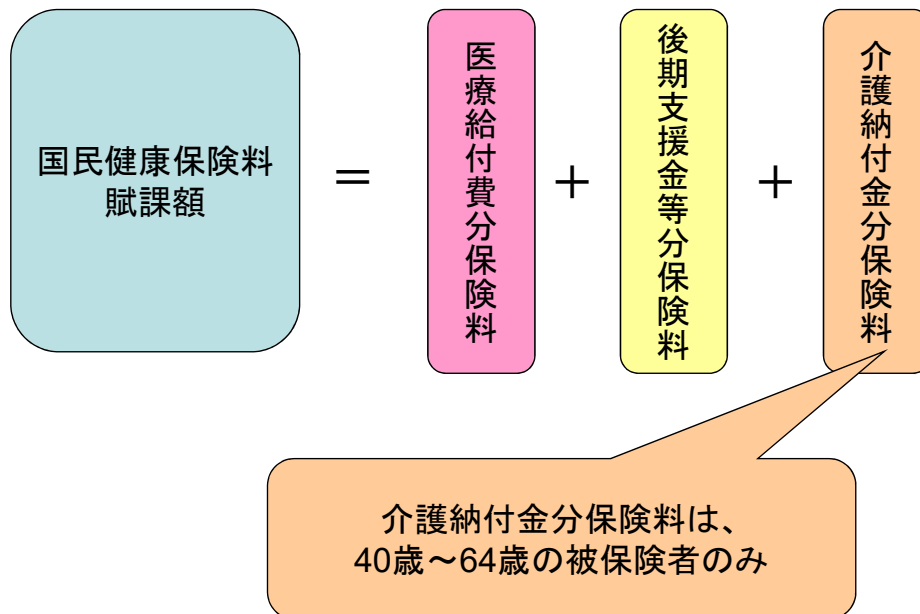 国民健康保険料
賦課額
＝
医療給付費分保険料
＋
後期支援金等分保険料
＋
介護納付金分保険料
介護納付金分保険料は、
40歳～64歳の被保険者のみ